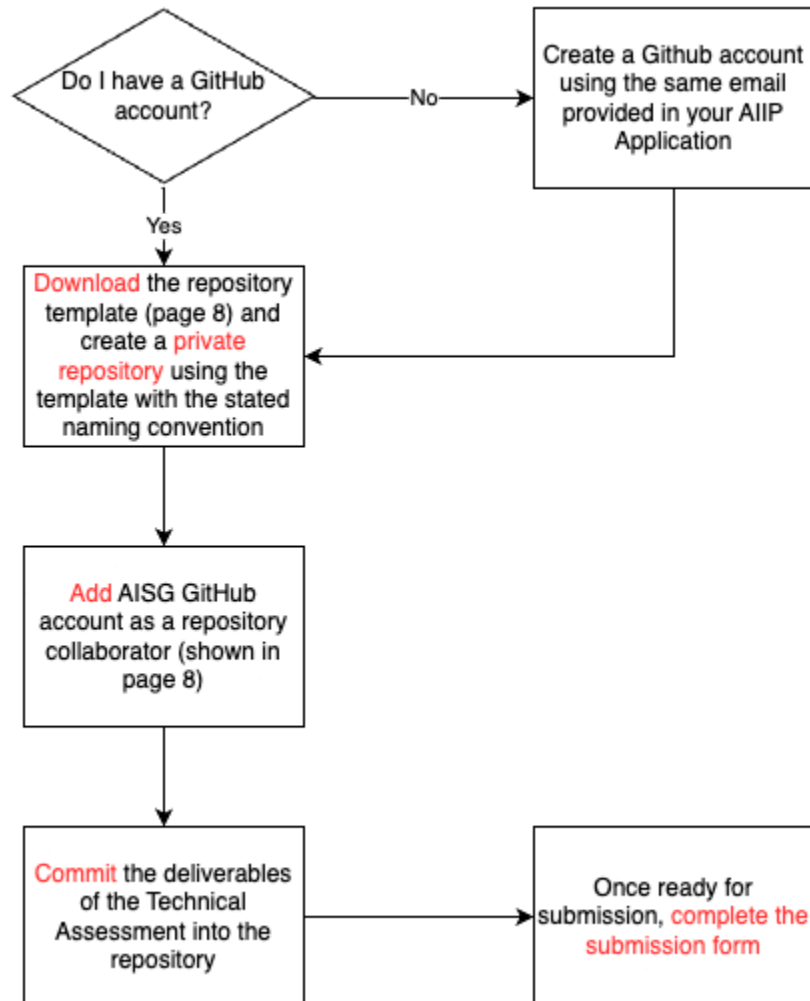 Do I have a GitHub
account?
No
Create a Github account
using the same email
provided in your AIIP
Application
Yes
Download the repository
template (page 8) and
create a private
repository using the
template with the stated
naming convention
Add AISG GitHub
account as a repository
collaborator (shown in
page 8)
Commit the deliverables
of the Technical
Assessment into the
repository
Once ready for
submission, complete the
submission form